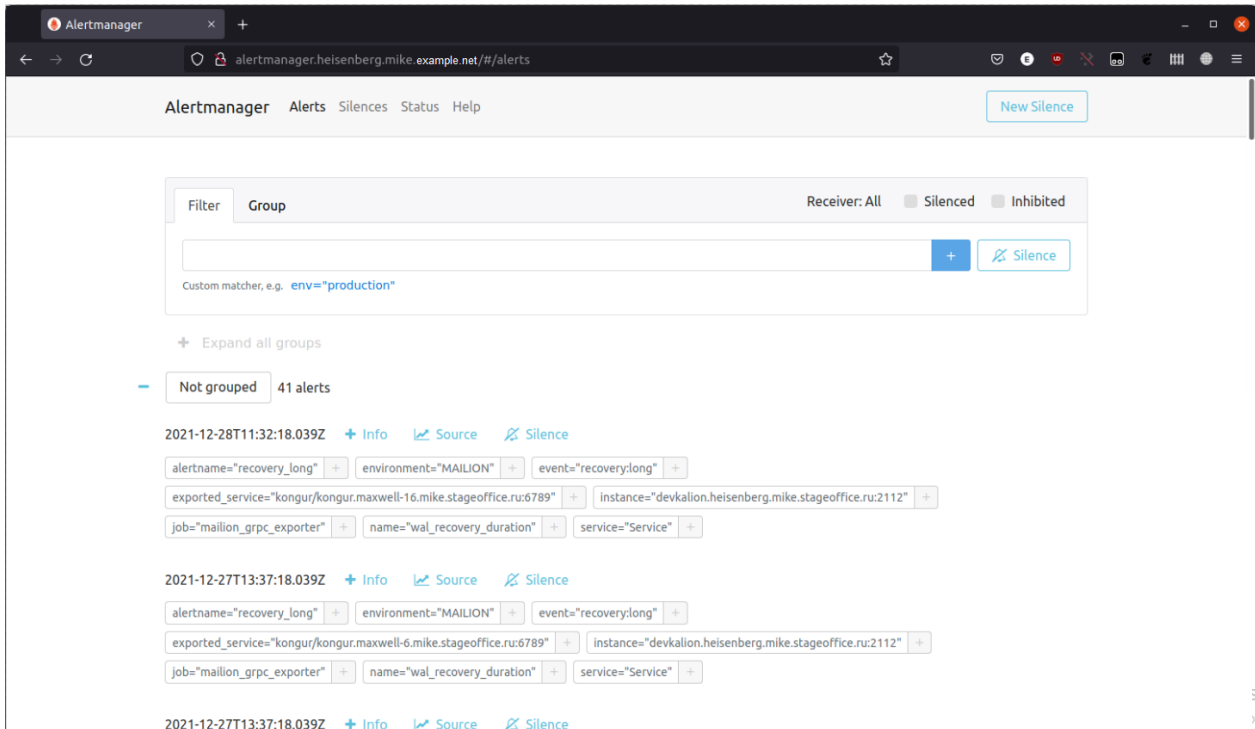 Alertmanager × +
alertmanager.heisenberg.mike.example.net/#/alerts
Alertmanager Alerts Silences Status Help New Silence
Filter Group Receiver: All Silenced Inhibited
+ Silence
Custom matcher, e.g. env="production"
+ Expand all groups
− Not grouped 41 alerts
2021-12-28T11:32:18.039Z + Info Source Silence
alertname="recovery_long" + environment="MAILION" + event="recovery:long" +
exported_service="kongur/kongur.maxwell-16.mike.stageoffice.ru:6789" + instance="devkalion.heisenberg.mike.stageoffice.ru:2112" +
job="mailion_grpc_exporter" + name="wal_recovery_duration" + service="Service" +
2021-12-27T13:37:18.039Z + Info Source Silence
alertname="recovery_long" + environment="MAILION" + event="recovery:long" +
exported_service="kongur/kongur.maxwell-6.mike.stageoffice.ru:6789" + instance="devkalion.heisenberg.mike.stageoffice.ru:2112" +
job="mailion_grpc_exporter" + name="wal_recovery_duration" + service="Service" +
2021-12-27T13:37:18.039Z + Info Source Silence